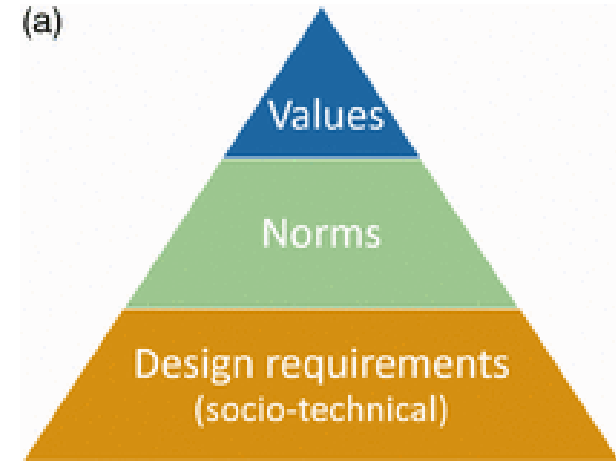 (a)
Values
Norms
Design requirements
(socio-technical)